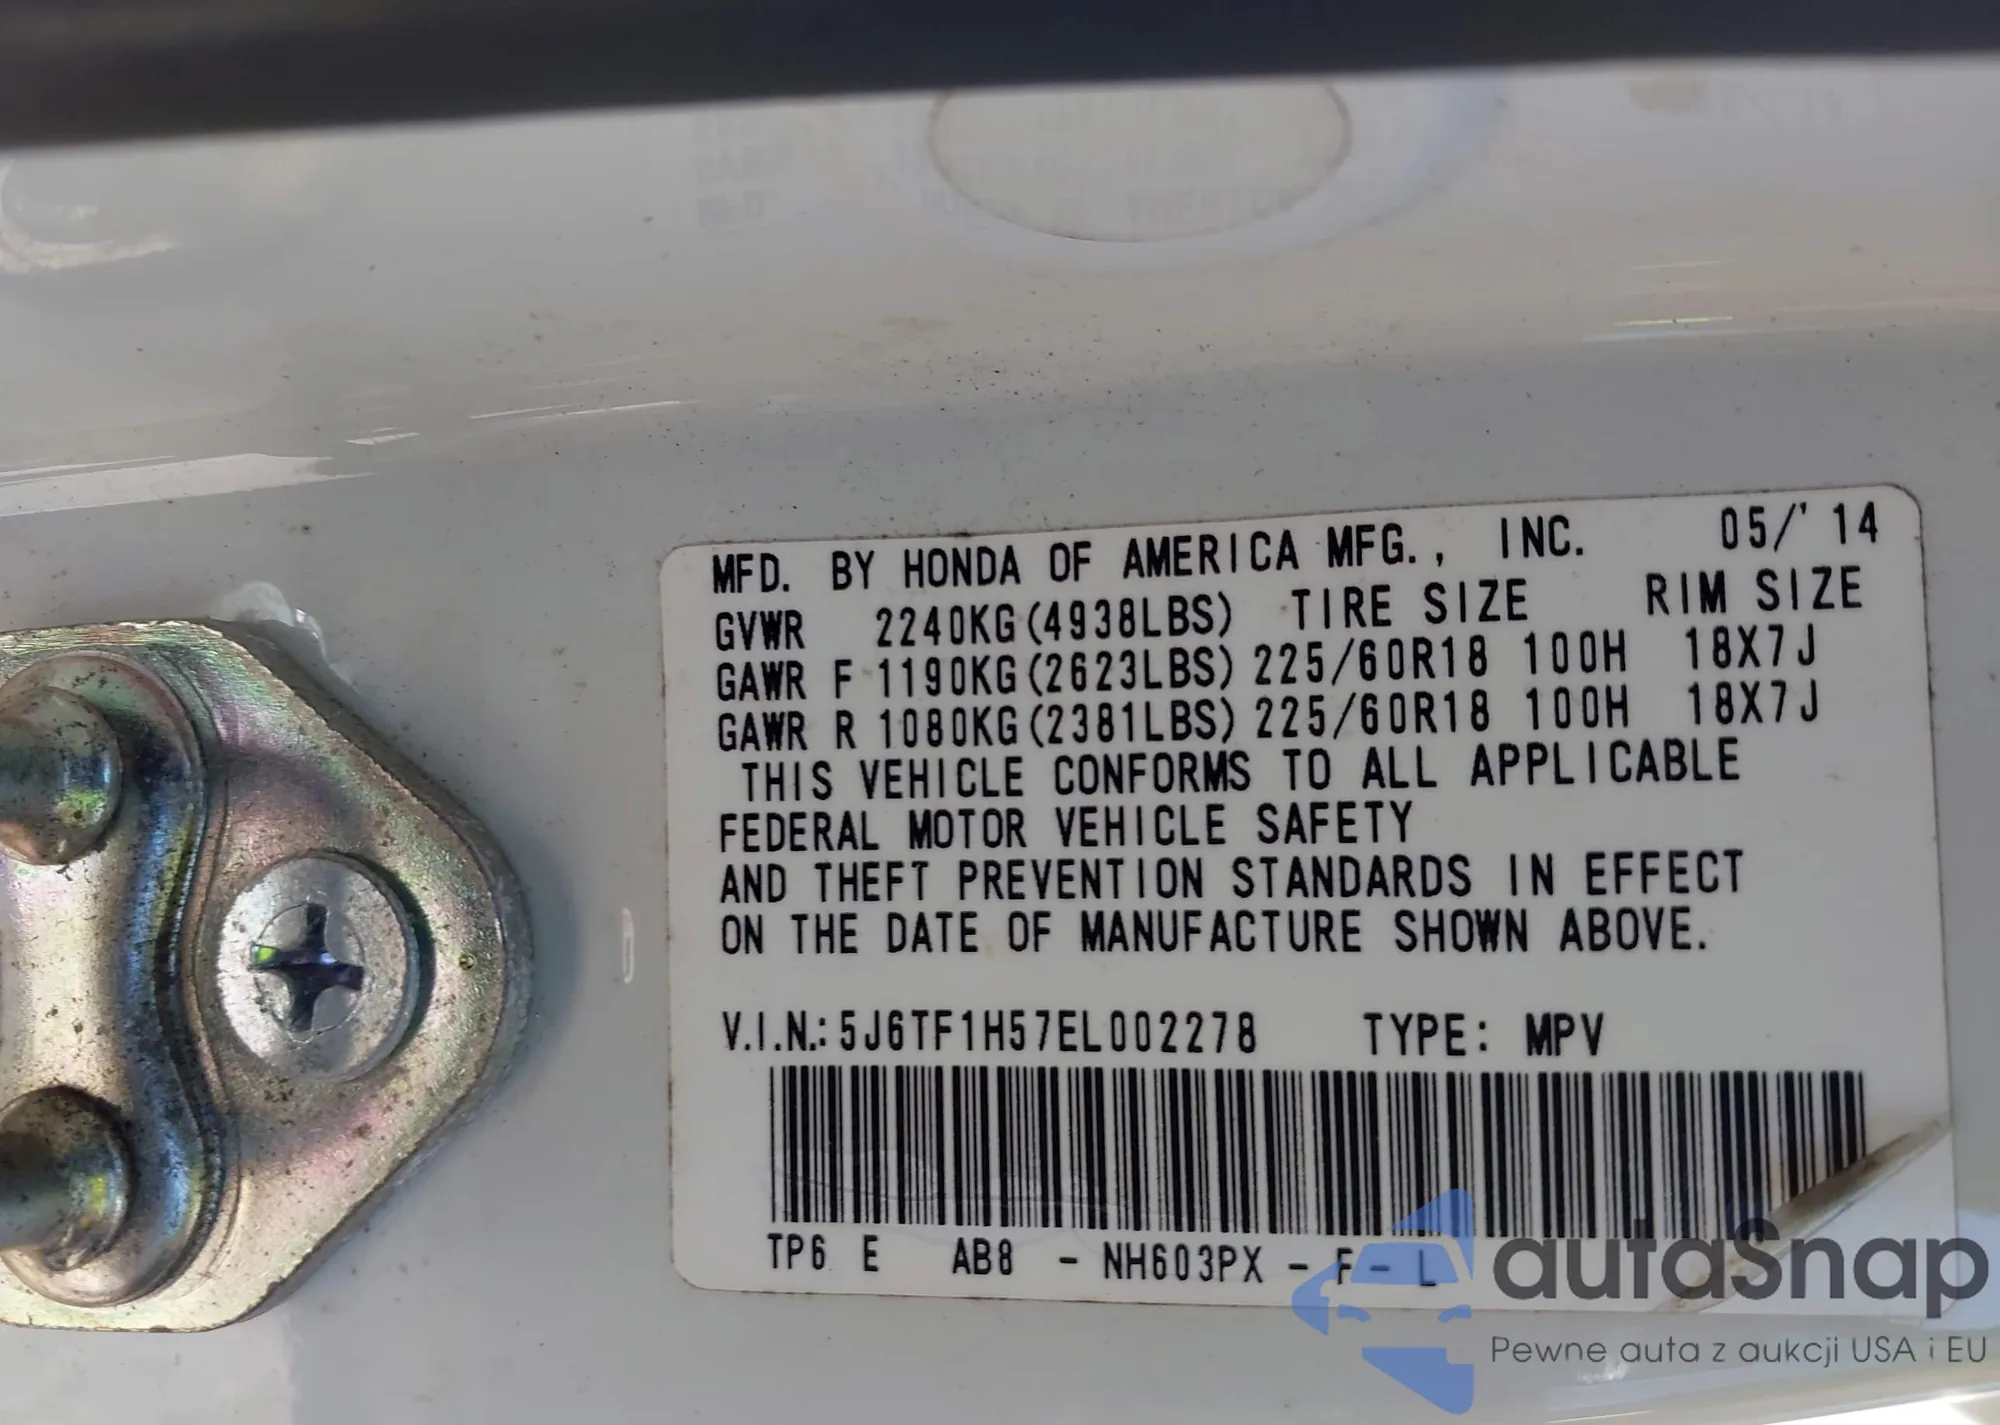 MFD. BY HONDA OF AMERICA MFG., INC. 05/'14
GVWR 2240KG(4938LBS) TIRE SIZE RIM SIZE
GAWR F 1190KG(2623LBS) 225/60R18 100H 18X7J
GAWR R 1080KG(2381LBS) 225/60R18 100H 18X7J
THIS VEHICLE CONFORMS TO ALL APPLICABLE
FEDERAL MOTOR VEHICLE SAFETY
AND THEFT PREVENTION STANDARDS IN EFFECT
ON THE DATE OF MANUFACTURE SHOWN ABOVE.
V.I.N.: 5J6TF1H57EL002278 TYPE: MPV
TP6 E AB8 - NH603PX - F - L
autaSnap
Pewne auta z aukcji USA i EU